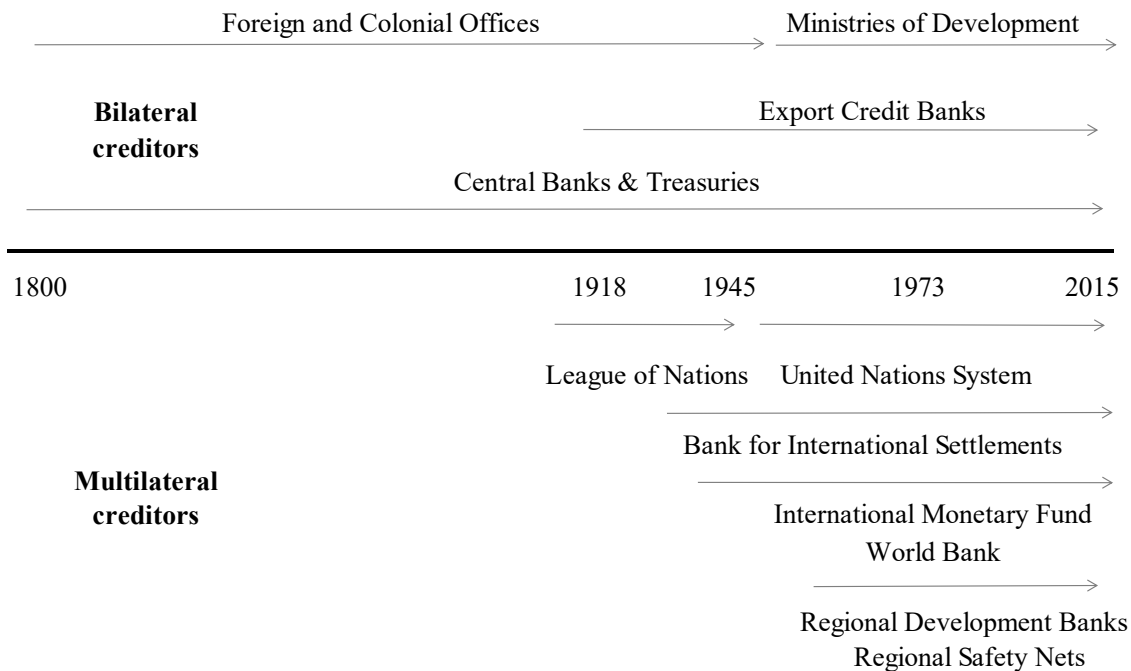 Foreign and Colonial Offices
Ministries of Development
Bilateral
creditors
Export Credit Banks
Central Banks & Treasuries
1800
1918
1945
1973
2015
League of Nations
United Nations System
Bank for International Settlements
Multilateral
creditors
International Monetary Fund
World Bank
Regional Development Banks
Regional Safety Nets